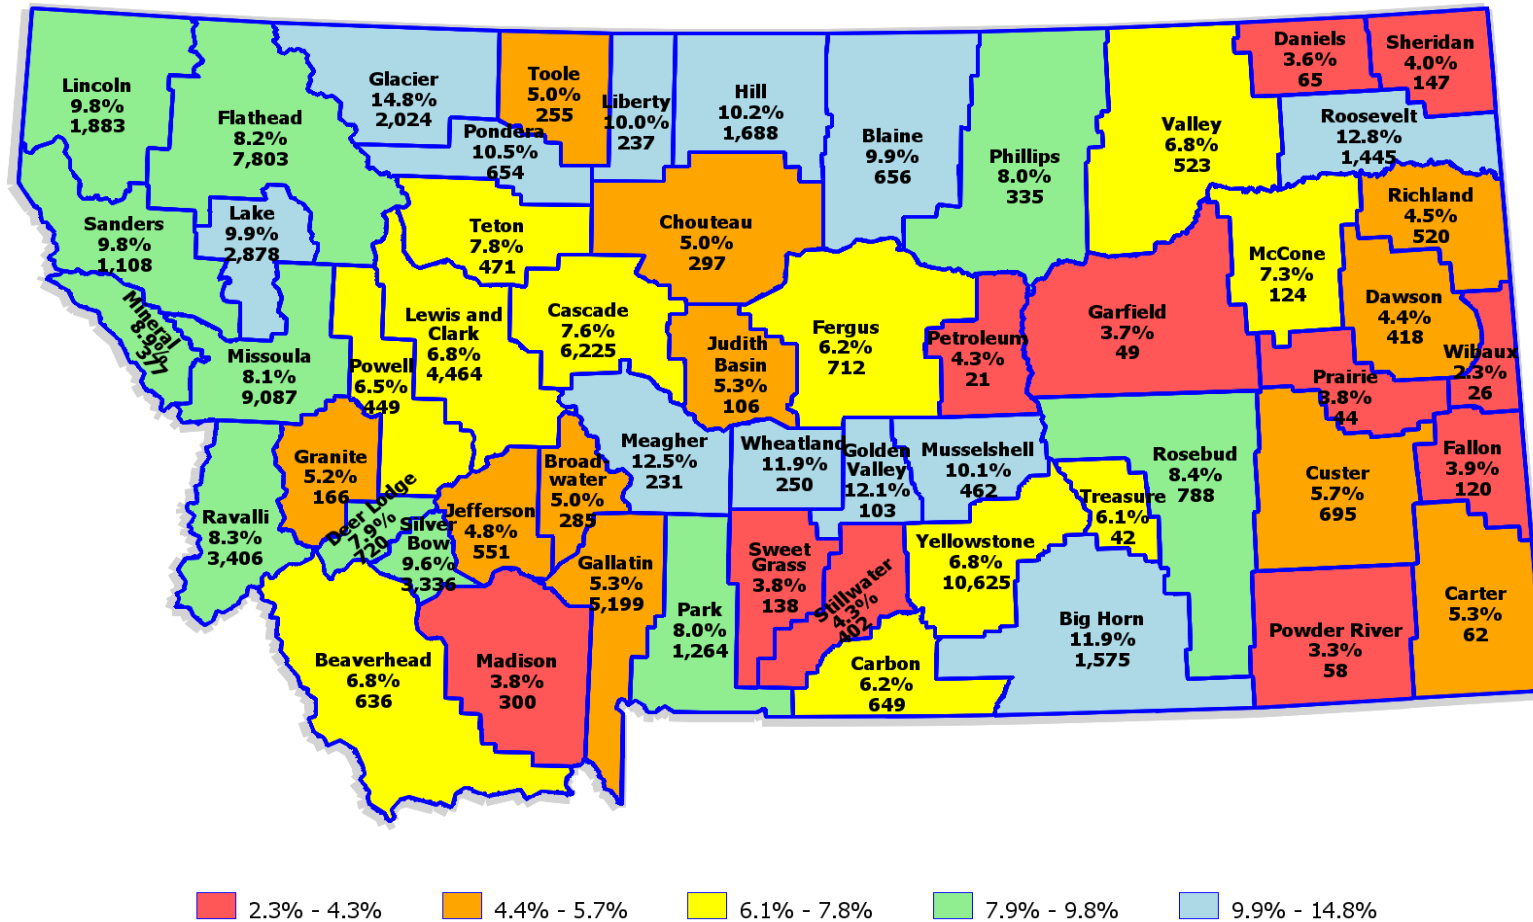 Lincoln
9.8%
1,883
Flathead
8.2%
7,803
Glacier
14.8%
2,024
Toole
5.0%
255
Liberty
10.0%
237
Hill
10.2%
1,688
Blaine
9.9%
656
Phillips
8.0%
335
Valley
6.8%
523
Daniels
3.6%
65
Sheridan
4.0%
147
Roosevelt
12.8%
1,445
Pondera
10.5%
654
Sanders
9.8%
1,108
Lake
9.9%
2,878
Teton
7.8%
471
Chouteau
5.0%
297
Richland
4.5%
520
McCone
7.3%
124
Dawson
4.4%
418
Garfield
3.7%
49
Petroleum
4.3%
21
Fergus
6.2%
712
Judith
Basin
5.3%
106
Cascade
7.6%
6,225
Lewis and
Clark
6.8%
4,464
Powell
6.5%
449
Missoula
8.1%
9,087
Mineral
8.9%
377
Wibaux
2.3%
26
Prairie
3.8%
44
Fallon
3.9%
120
Custer
5.7%
695
Rosebud
8.4%
788
Treasure
6.1%
42
Musselshell
10.1%
462
Golden
Valley
12.1%
103
Wheatland
11.9%
250
Meagher
12.5%
231
Broad-
water
5.0%
285
Jefferson
4.8%
551
Granite
5.2%
166
Deer Lodge
7.9%
720
Silver
Bow
9.6%
3,336
Ravalli
8.3%
3,406
Beaverhead
6.8%
636
Madison
3.8%
300
Gallatin
5.3%
5,199
Park
8.0%
1,264
Sweet
Grass
3.8%
138
Stillwater
4.3%
402
Yellowstone
6.8%
10,625
Carbon
6.2%
649
Big Horn
11.9%
1,575
Powder River
3.3%
58
Carter
5.3%
62
2.3% - 4.3%
4.4% - 5.7%
6.1% - 7.8%
7.9% - 9.8%
9.9% - 14.8%